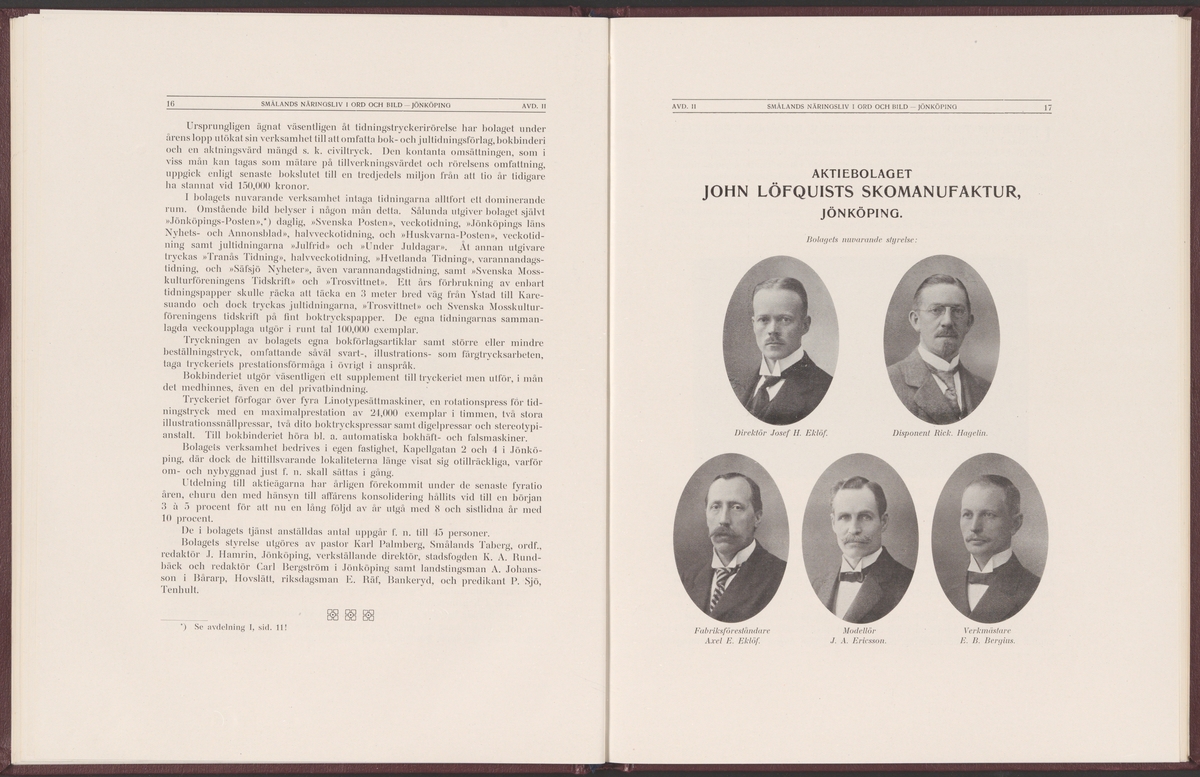 16 SMÅLANDS NÄRINGSLIV I ORD OCH BILD — JÖNKÖPING AVD. II
Ursprungligen ägnat väsentligen åt tidningstryckerirörelse har bolaget under
årens lopp utökat sin verksamhet till att omfatta bok- och jultidningsförlag, bokbinderi
och en aktningsvärd mängd s. k. civiltryck. Den kontanta omsättningen, som i
viss mån kan tagas som mätare på tillverkningsvärdet och rörelsens omfattning,
uppgick enligt senaste bokslutet till en tredjedels miljon från att tio år tidigare
ha stannat vid 150,000 kronor.
I bolagets nuvarande verksamhet intaga tidningarna alltfort ett dominerande
rum. Omstående bild belyser i någon mån detta. Sålunda utgiver bolaget självt
»Jönköpings-Posten»,*) daglig, »Svenska Posten», veckotidning, »Jönköpings läns
Nyhets- och Annonsblad», halvveckotidning, och »Huskvarna-Posten», veckotid-
ning samt jultidningarna »Julfrid» och »Under Juldagar». Åt annan utgivare
tryckas »Tranås Tidning», halvveckotidning, »Hvetlanda Tidning», varannandags-
tidning, och »Säfsjö Nyheter», även varannandagstidning, samt »Svenska Moss-
kulturföreningens Tidskrift» och »Trosvittnet». Ett års förbrukning av enbart
tidningspapper skulle räcka att täcka en 3 meter bred väg från Ystad till Kare-
suando och dock tryckas jultidningarna, »Trosvittnet» och Svenska Mosskultur-
föreningens tidskrift på fint boktryckspapper. De egna tidningarnas samman-
lagda veckoupplaga utgör i runt tal 100,000 exemplar.
Tryckningen av bolagets egna bokförlagsartiklar samt större eller mindre
beställningstryck, omfattande såväl svart-, illustrations- som färgtrycksarbeten,
taga tryckeriets prestationsförmåga i övrigt i anspråk.
Bokbinderiet utgör väsentligen ett supplement till tryckeriet men utför, i mån
det medhinnes, även en del privatbindning.
Tryckeriet förfogar över fyra Linotypesättmaskiner, en rotationspress för tid-
ningstryck med en maximalprestation av 24,000 exemplar i timmen, två stora
illustrationssnällpressar, två dito boktryckspressar samt digelpressar och stereotypi-
anstalt. Till bokbinderiet höra bl. a. automatiska bokhäft- och falsmaskiner.
Bolagets verksamhet bedrives i egen fastighet, Kapellgatan 2 och 4 i Jönkö-
ping, där dock de hittillsvarande lokaliteterna länge visat sig otillräckliga, varför
om- och nybyggnad just f. n. skall sättas i gång.
Utdelning till aktieägarna har årligen förekommit under de senaste fyratio
åren, ehuru den med hänsyn till affärens konsolidering hållits vid till en början
3 à 5 procent för att nu en lång följd av år utgå med 8 och sistlidna år med
10 procent.
De i bolagets tjänst anställdas antal uppgår f. n. till 45 personer.
Bolagets styrelse utgöres av pastor Karl Palmberg, Smålands Taberg, ordf.,
redaktör J. Hamrin, Jönköping, verkställande direktör, stadsfogden K. A. Rund-
bäck och redaktör Carl Bergström i Jönköping samt landstingsman A. Johans-
son i Bårarp, Hovslätt, riksdagsman E. Räf, Bankeryd, och predikant P. Sjö,
Tenhult.
*) Se avdelning I, sid. 11!
AVD. II SMÅLANDS NÄRINGSLIV I ORD OCH BILD — JÖNKÖPING 17
AKTIEBOLAGET
JOHN LÖFQUISTS SKOMANUFAKTUR,
JÖNKÖPING.
Bolagets nuvarande styrelse:
Direktör Josef H. Eklöf. Disponent Rick. Hagelin.
Fabriksföreståndare Modellör Verkmästare
Axel E. Eklöf. J. A. Ericsson. E. B. Bergius.